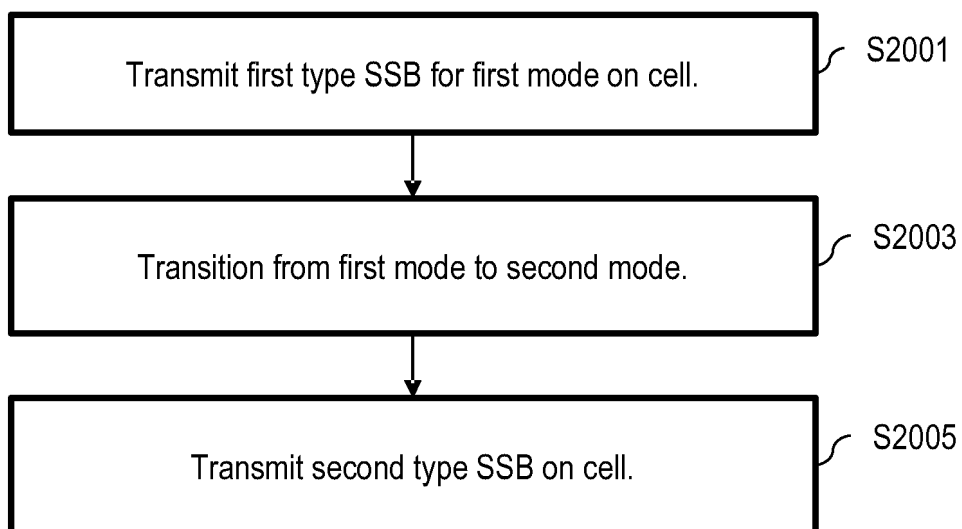 Transmit first type SSB for first mode on cell.
S2001
Transition from first mode to second mode.
S2003
Transmit second type SSB on cell.
S2005